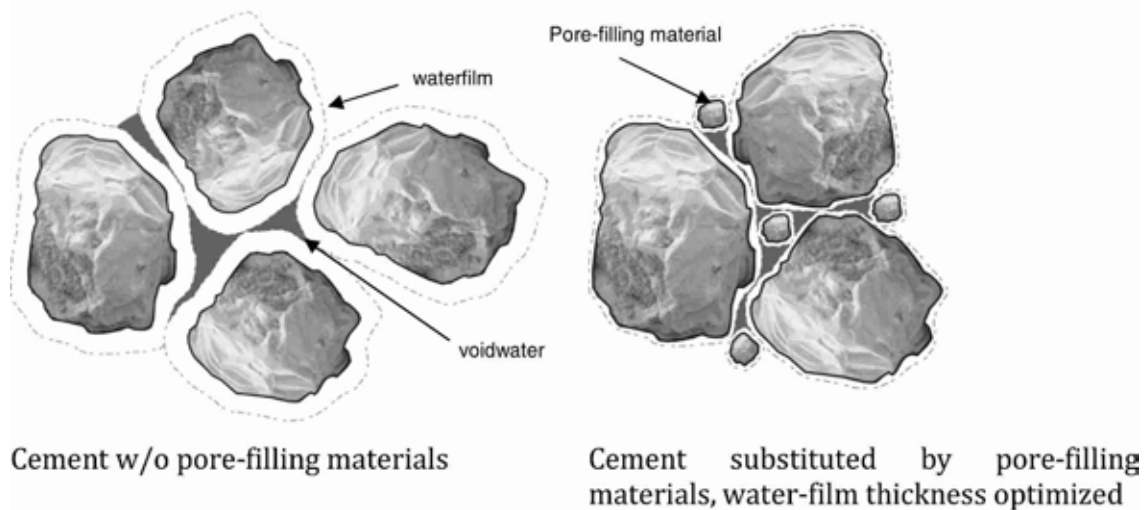 Pore-filling material
waterfilm
voidwater
Cement w/o pore-filling materials
Cement substituted by pore-filling
materials, water-film thickness optimized